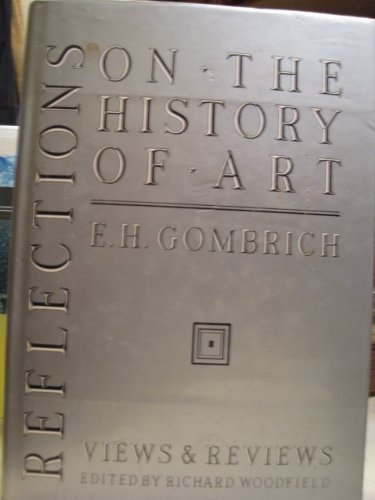 REFLECTIONS
ON · THE
HISTORY
OF · ART
E.H. GOMBRICH
VIEWS & REVIEWS
EDITED BY RICHARD WOODFIELD